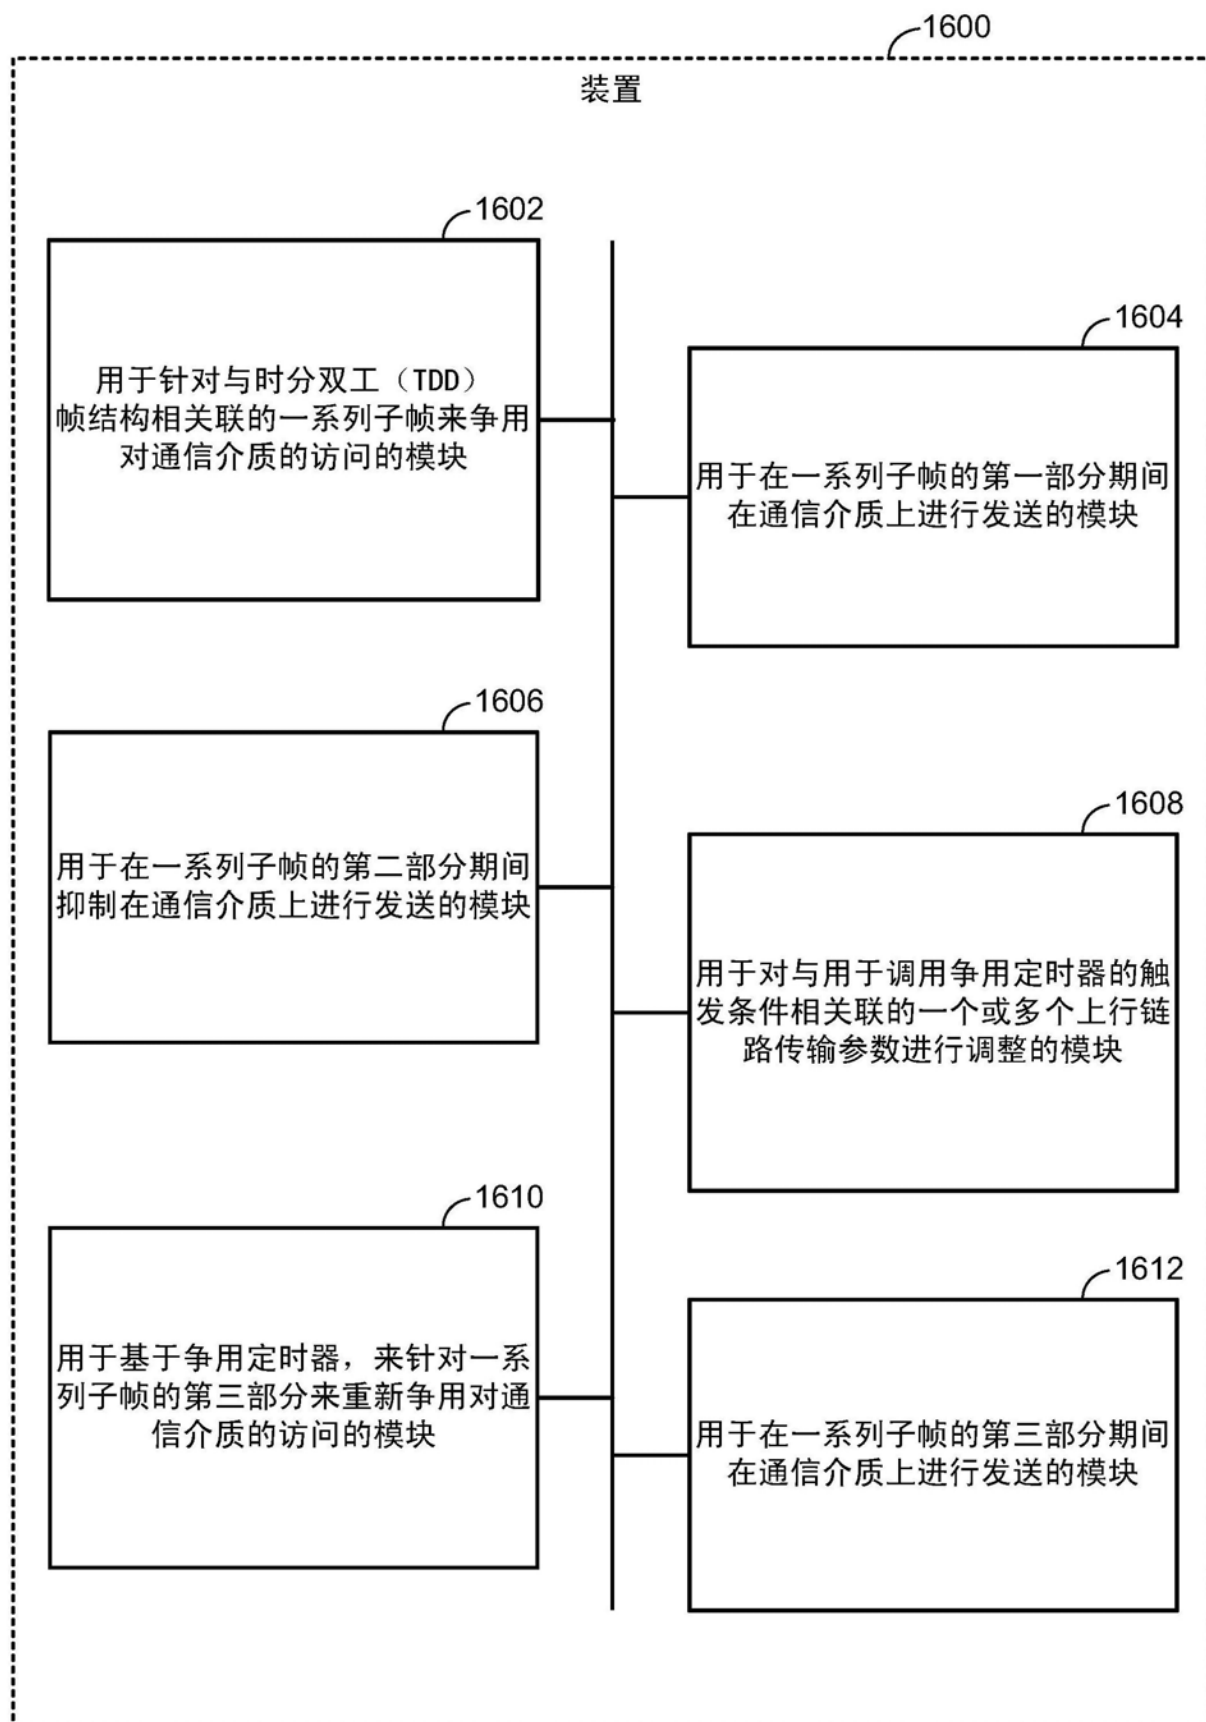 1600
装置
1602
用于针对与时分双工（TDD）
帧结构相关联的一系列子帧来争用
对通信介质的访问的模块
1604
用于在一系列子帧的第一部分期间
在通信介质上进行发送的模块
1606
用于在一系列子帧的第二部分期间
抑制在通信介质上进行发送的模块
1608
用于对与用于调用争用定时器的触
发条件相关联的一个或多个上行链
路传输参数进行调整的模块
1610
用于基于争用定时器，来针对一系
列子帧的第三部分来重新争用对通
信介质的访问的模块
1612
用于在一系列子帧的第三部分期间
在通信介质上进行发送的模块